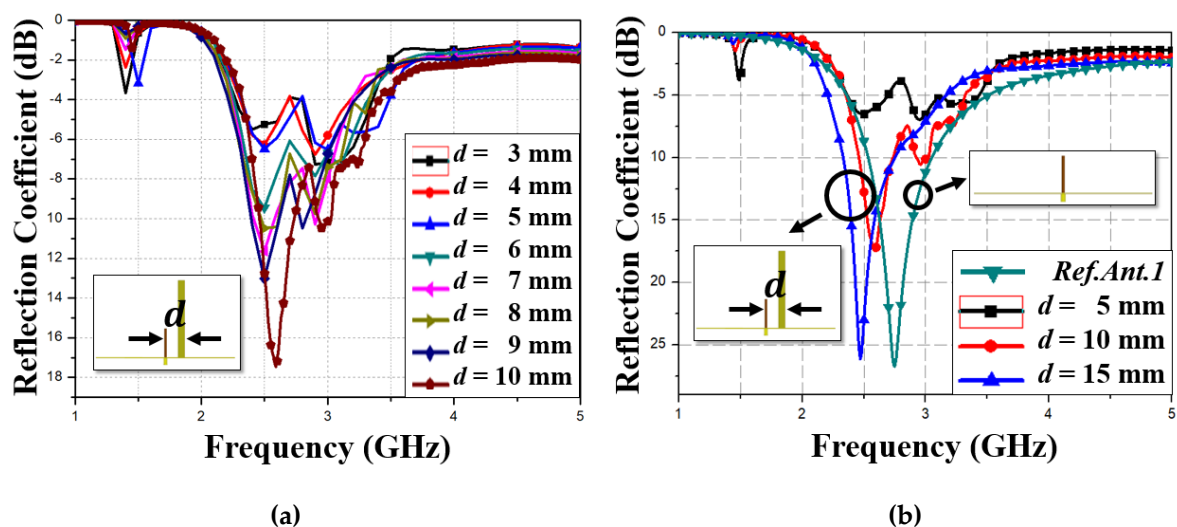 0
-2
-4
-6
-8
10
12
14
16
18
1
2
3
4
5
Reflection Coefficient (dB)
Frequency (GHz)
d = 3 mm
d = 4 mm
d = 5 mm
d = 6 mm
d = 7 mm
d = 8 mm
d = 9 mm
d = 10 mm
d
(a)
0
5
10
15
20
25
1
2
3
4
5
Reflection Coefficient (dB)
Frequency (GHz)
Ref.Ant.1
d = 5 mm
d = 10 mm
d = 15 mm
d
(b)